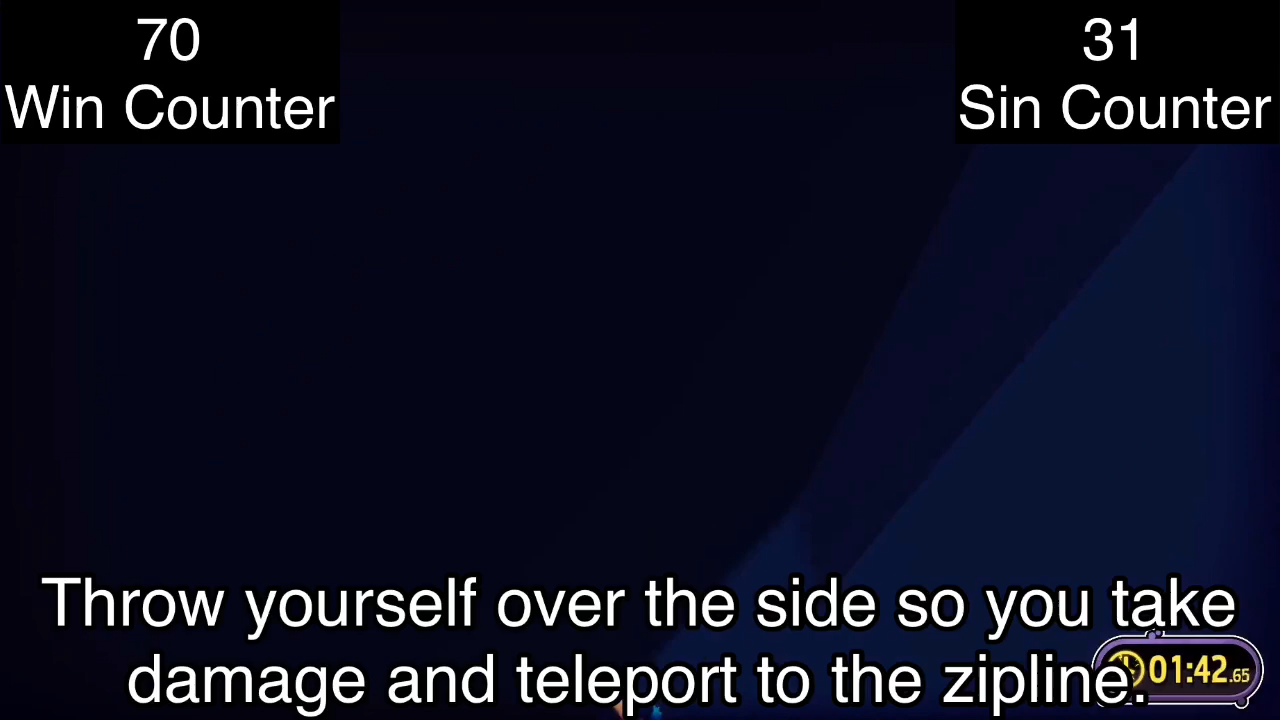 70
Win Counter
31
Sin Counter
Throw yourself over the side so you take
damage and teleport to the zipline.
01:42.65